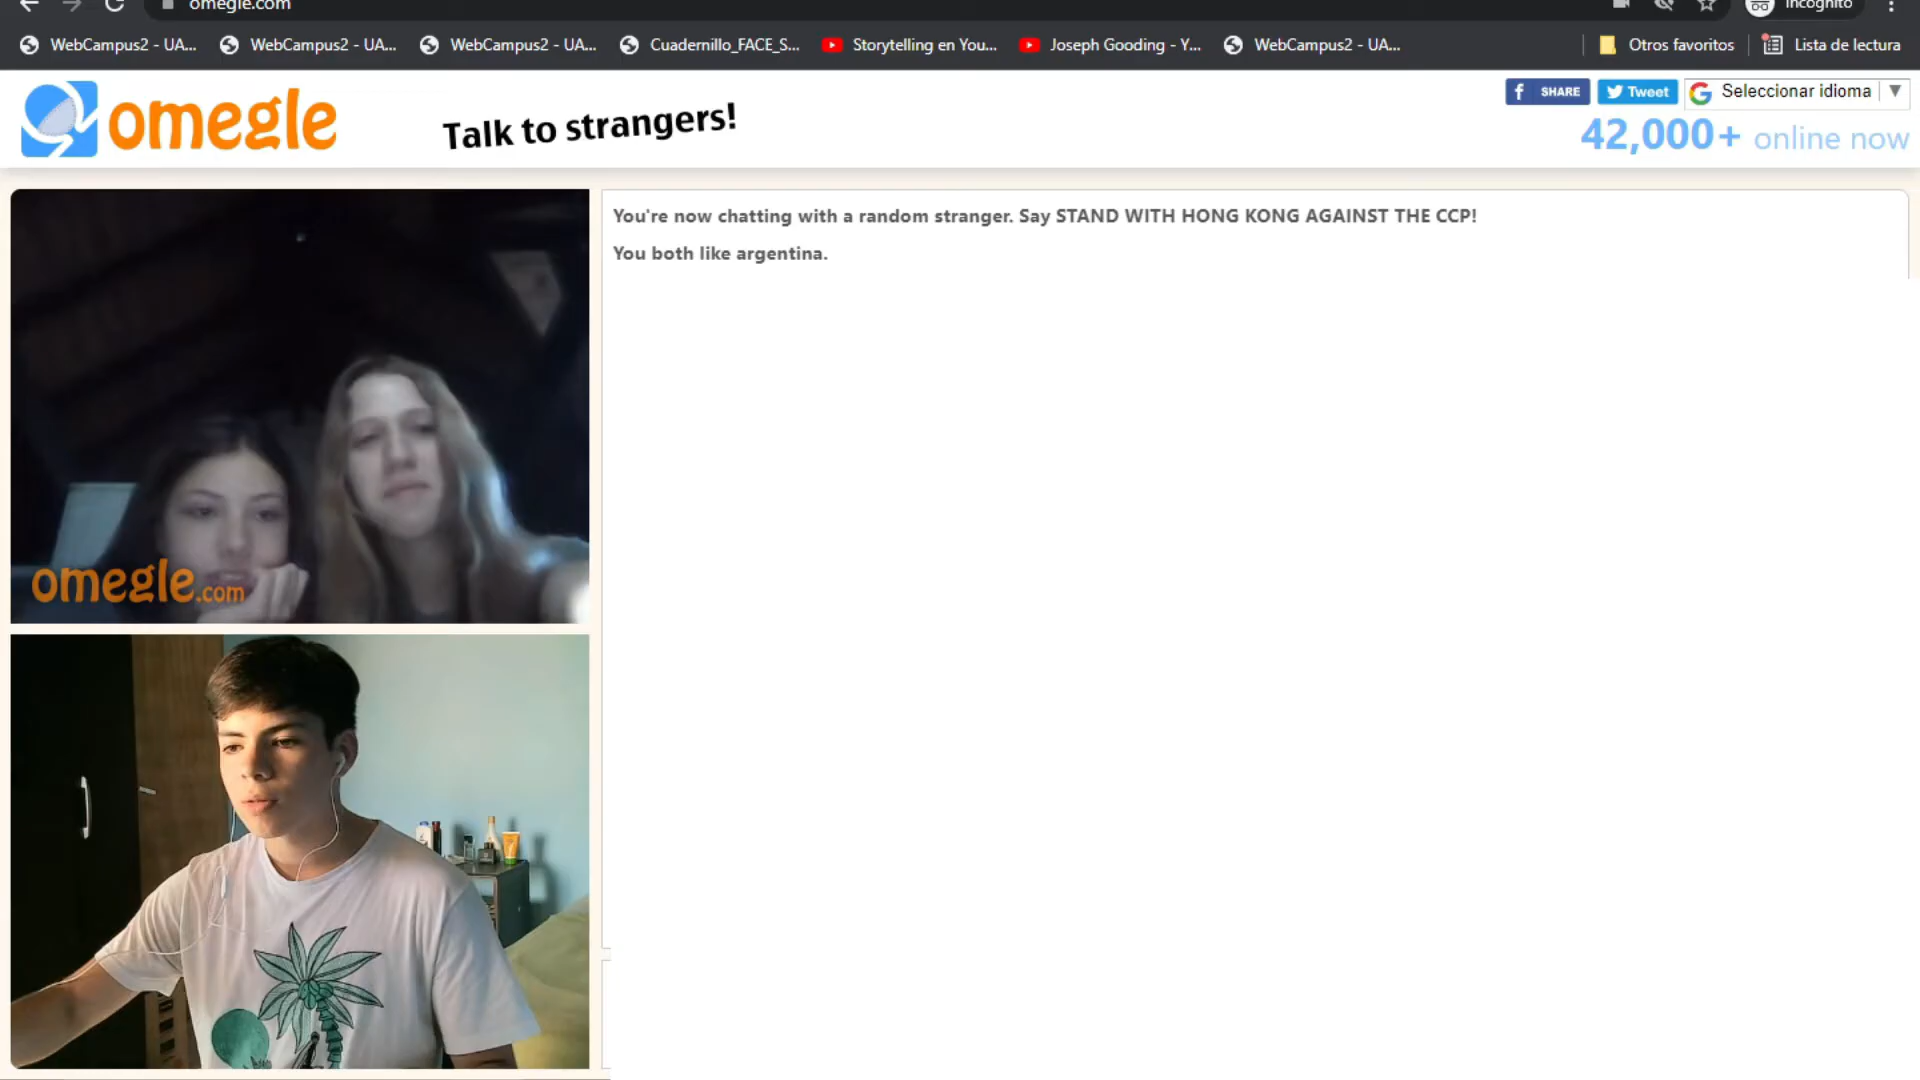 omegle.com
Incognito
WebCampus2 - UA...
WebCampus2 - UA...
WebCampus2 - UA...
Cuadernillo_FACE_S...
Storytelling en You...
Joseph Gooding - Y...
WebCampus2 - UA...
Otros favoritos
Lista de lectura
omegle
Talk to strangers!
SHARE
Tweet
Seleccionar idioma
42,000+ online now
You're now chatting with a random stranger. Say STAND WITH HONG KONG AGAINST THE CCP!
You both like argentina.
omegle.com